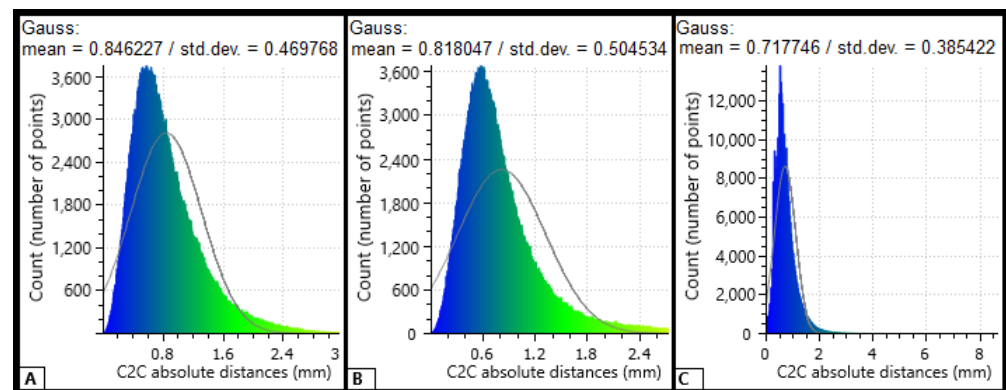 Gauss:
mean = 0.846227 / std.dev. = 0.469768
3,600
3,000
2,400
1,800
1,200
600
Count (number of points)
0.8
1.6
2.4
3
C2C absolute distances (mm)
A
Gauss:
mean = 0.818047 / std.dev. = 0.504534
3,600
3,000
2,400
1,800
1,200
600
0
Count (number of points)
0.6
1.2
1.8
2.4
C2C absolute distances (mm)
B
Gauss:
mean = 0.717746 / std.dev. = 0.385422
12,000
10,000
8,000
6,000
4,000
2,000
0
Count (number of points)
0
2
4
6
8
C2C absolute distances (mm)
C